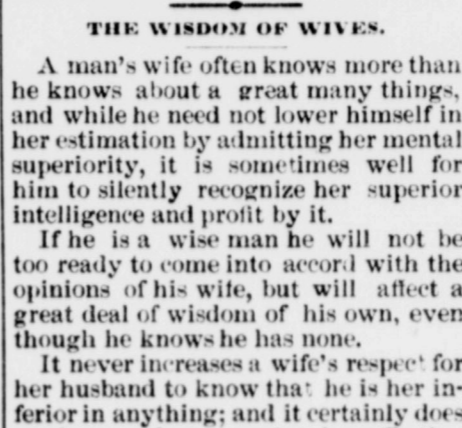 THE WISDOM OF WIVES.
A man's wife often knows more than
he knows about a great many things,
and while he need not lower himself in
her estimation by admitting her mental
superiority, it is sometimes well for
him to silently recognize her superior
intelligence and profit by it.
If he is a wise man he will not be
too ready to come into accord with the
opinions of his wife, but will affect a
great deal of wisdom of his own, even
though he knows he has none.
It never increases a wife's respect for
her husband to know that he is her in-
ferior in anything; and it certainly does